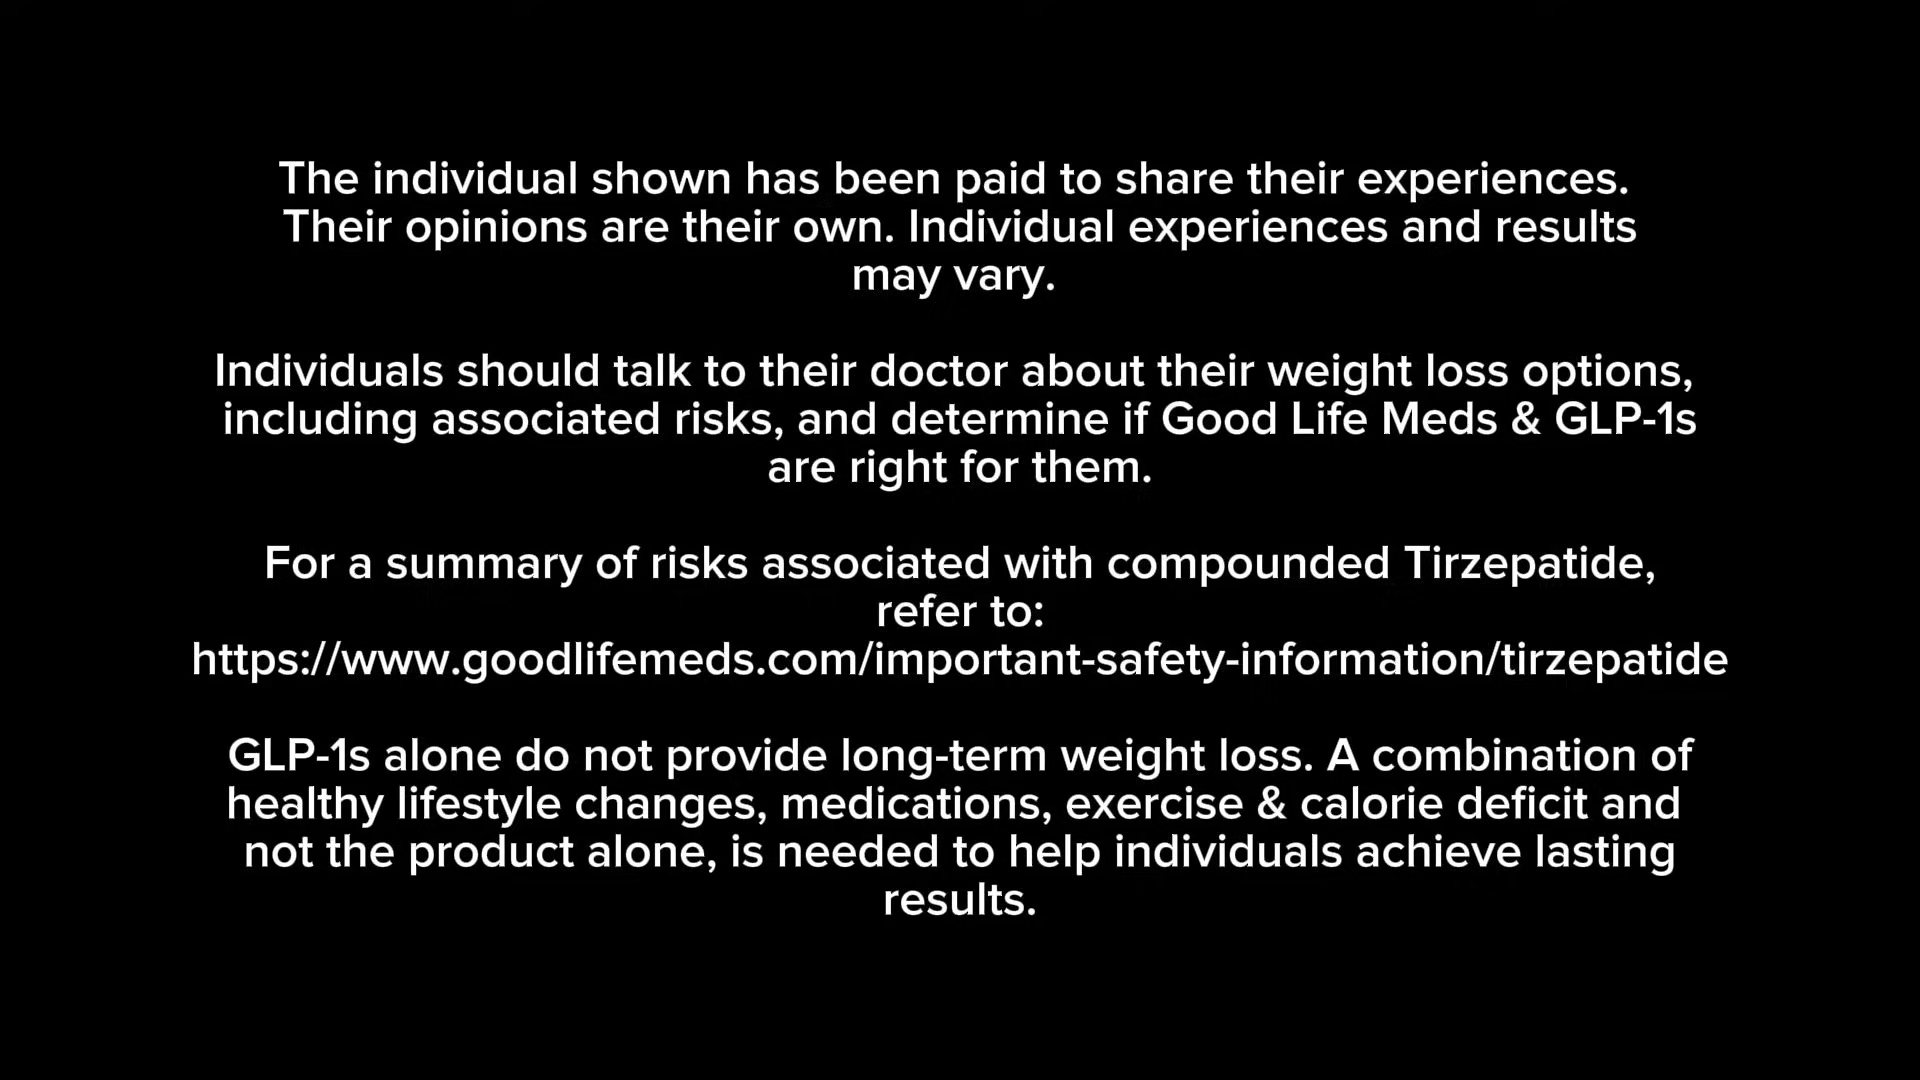 The individual shown has been paid to share their experiences.
Their opinions are their own. Individual experiences and results
may vary.
Individuals should talk to their doctor about their weight loss options,
including associated risks, and determine if Good Life Meds & GLP-1s
are right for them.
For a summary of risks associated with compounded Tirzepatide,
refer to:
https://www.goodlifemeds.com/important-safety-information/tirzepatide
GLP-1s alone do not provide long-term weight loss. A combination of
healthy lifestyle changes, medications, exercise & calorie deficit and
not the product alone, is needed to help individuals achieve lasting
results.